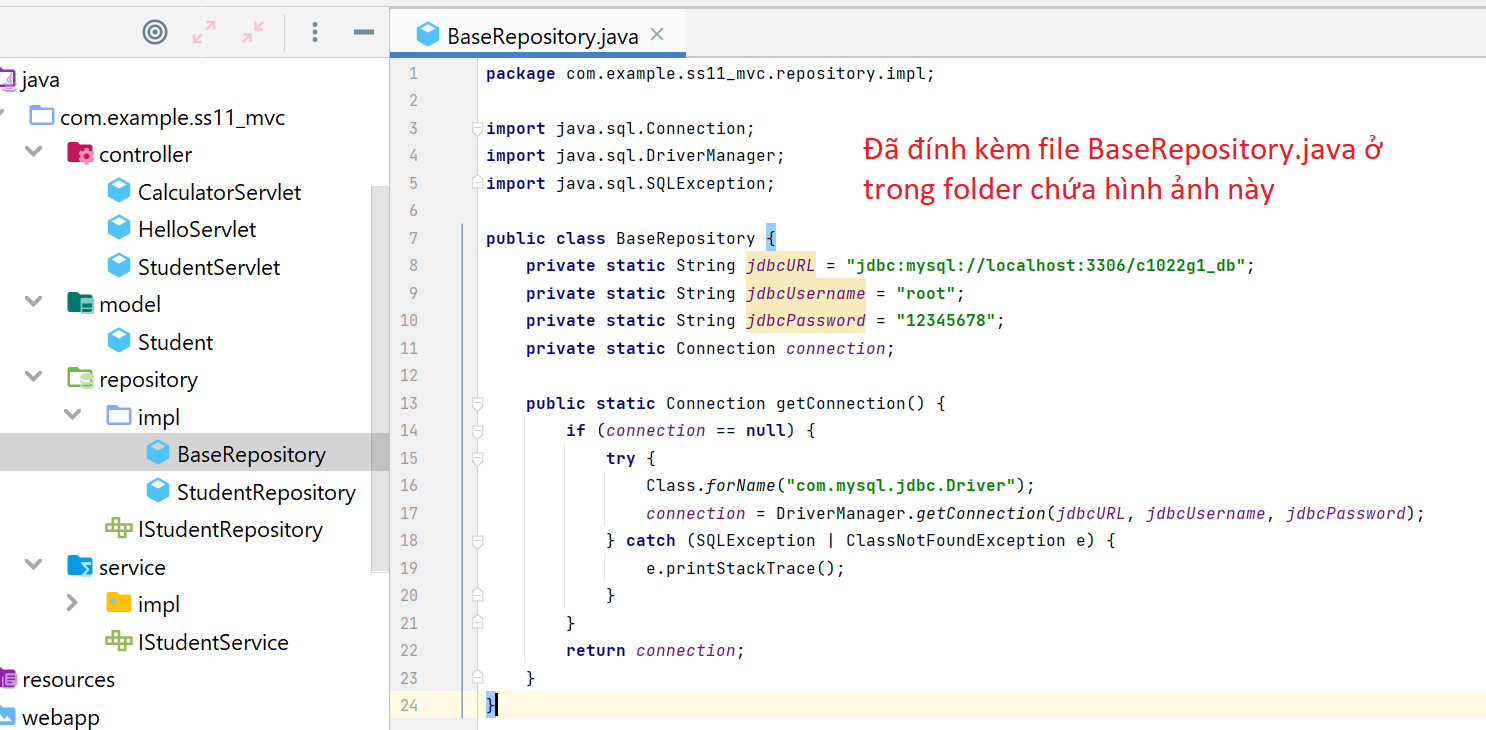 BaseRepository.java
java
com.example.ss11_mvc
controller
CalculatorServlet
HelloServlet
StudentServlet
model
Student
repository
impl
BaseRepository
StudentRepository
IStudentRepository
service
impl
IStudentService
resources
webapp
1 package com.example.ss11_mvc.repository.impl;
2
3 import java.sql.Connection;
4 import java.sql.DriverManager;
5 import java.sql.SQLException;
6
7 public class BaseRepository {
8     private static String jdbcURL = "jdbc:mysql://localhost:3306/c1022g1_db";
9     private static String jdbcUsername = "root";
10     private static String jdbcPassword = "12345678";
11     private static Connection connection;
12
13     public static Connection getConnection() {
14         if (connection == null) {
15             try {
16                 Class.forName("com.mysql.jdbc.Driver");
17                 connection = DriverManager.getConnection(jdbcURL, jdbcUsername, jdbcPassword);
18             } catch (SQLException | ClassNotFoundException e) {
19                 e.printStackTrace();
20             }
21         }
22         return connection;
23     }
24 }
Đã đính kèm file BaseRepository.java ở
trong folder chứa hình ảnh này